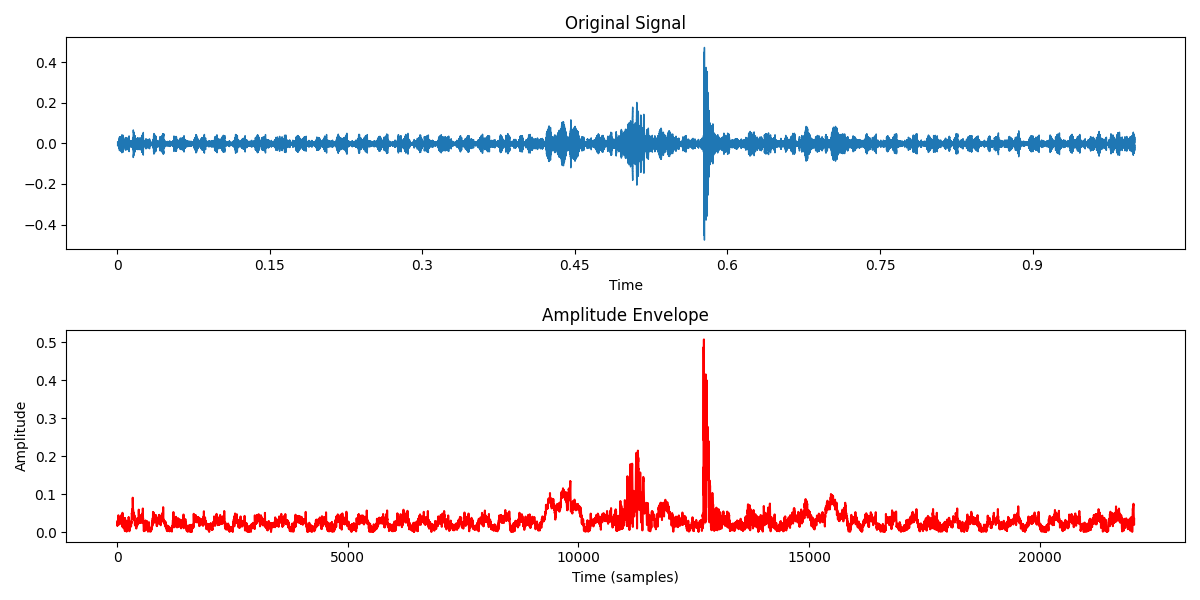 Original Signal
0.4
0.2
0.0
−0.2
−0.4
0 0.15 0.3 0.45 0.6 0.75 0.9
Time
Amplitude Envelope
Amplitude
0.5
0.4
0.3
0.2
0.1
0.0
0 5000 10000 15000 20000
Time (samples)